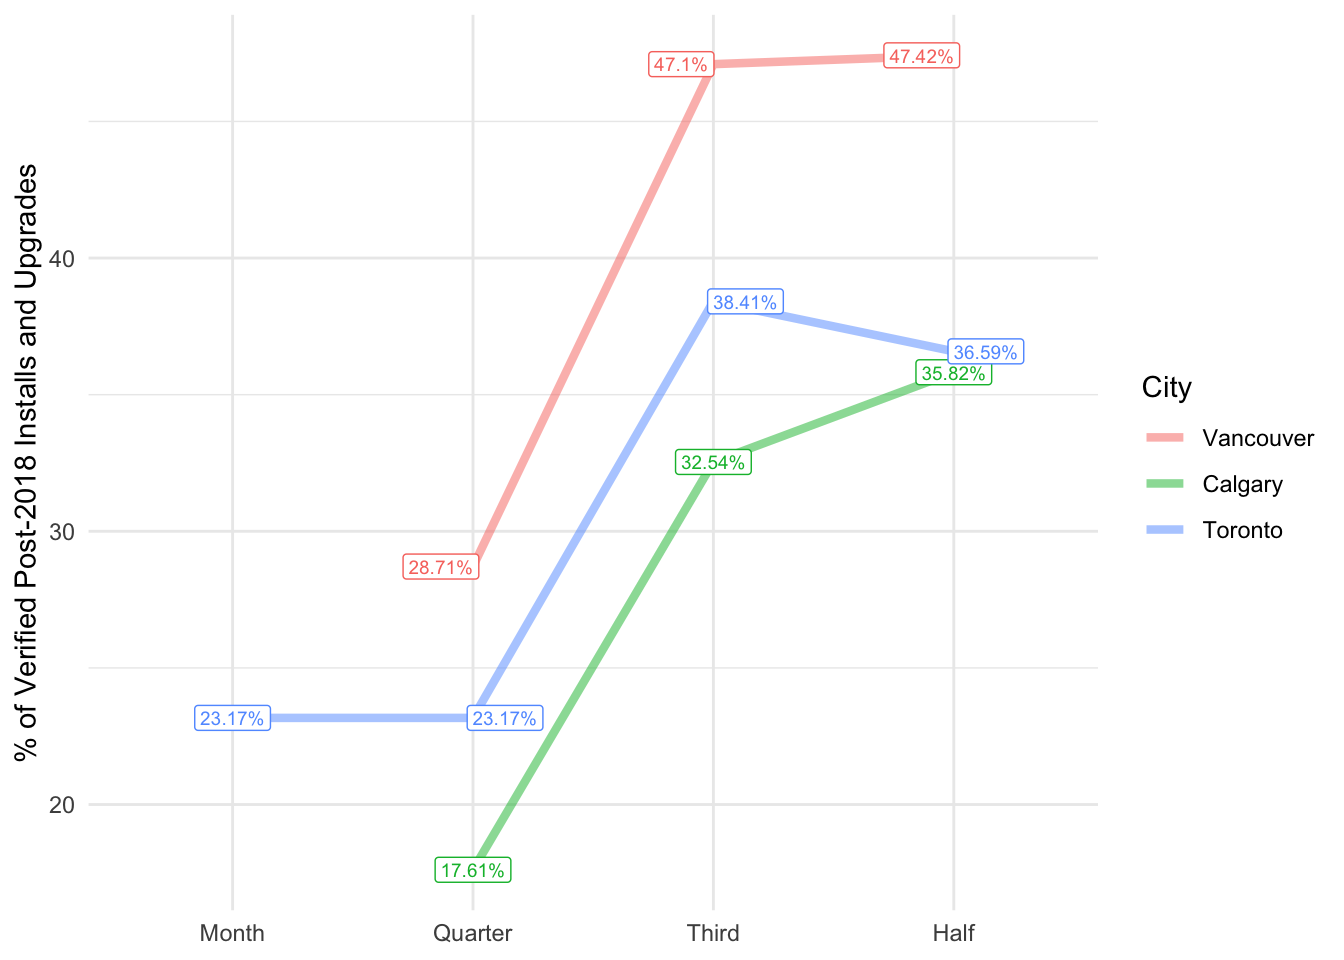 47.1%
47.42%
% of Verified Post-2018 Installs and Upgrades
40
38.41%
36.59%
35.82%
City
Vancouver
32.54%
Calgary
30
Toronto
28.71%
23.17%
23.17%
20
17.61%
Month
Quarter
Third
Half